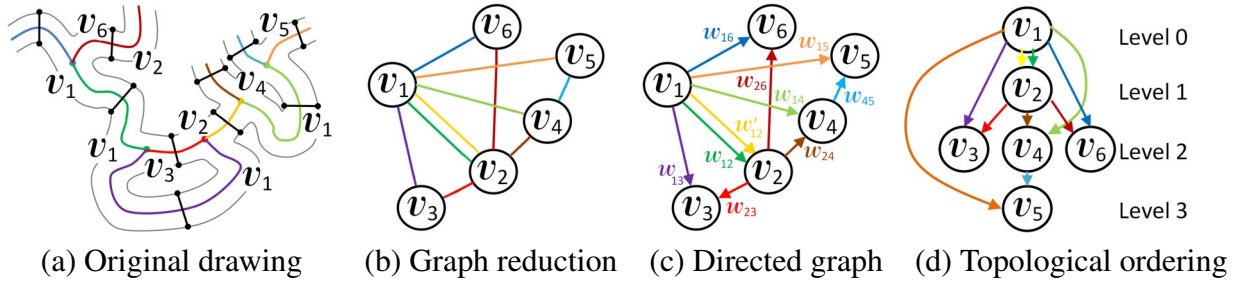 v₆
v₂
v₁
v₁
v₃
v₂
v₁
v₅
v₄
v₁
(a) Original drawing
v₆
v₅
v₁
v₄
v₂
v₃
(b) Graph reduction
w₁₆
v₆
w₁₅
v₅
v₁
w₂₆
w₁₄
w₄₅
v₄
w′₁₂
w₁₂
w₂₄
w₁₃
v₂
v₃
w₂₃
(c) Directed graph
v₁ Level 0
v₂ Level 1
v₃ v₄ v₆ Level 2
v₅ Level 3
(d) Topological ordering